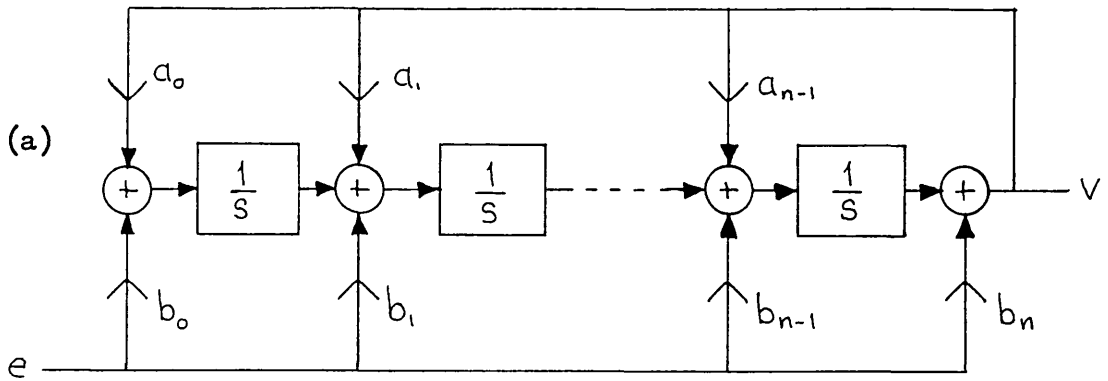 a₀ a₁ aₙ₋₁
(a)
+ 1/S + 1/S + 1/S + V
b₀ b₁ bₙ₋₁ bₙ
e